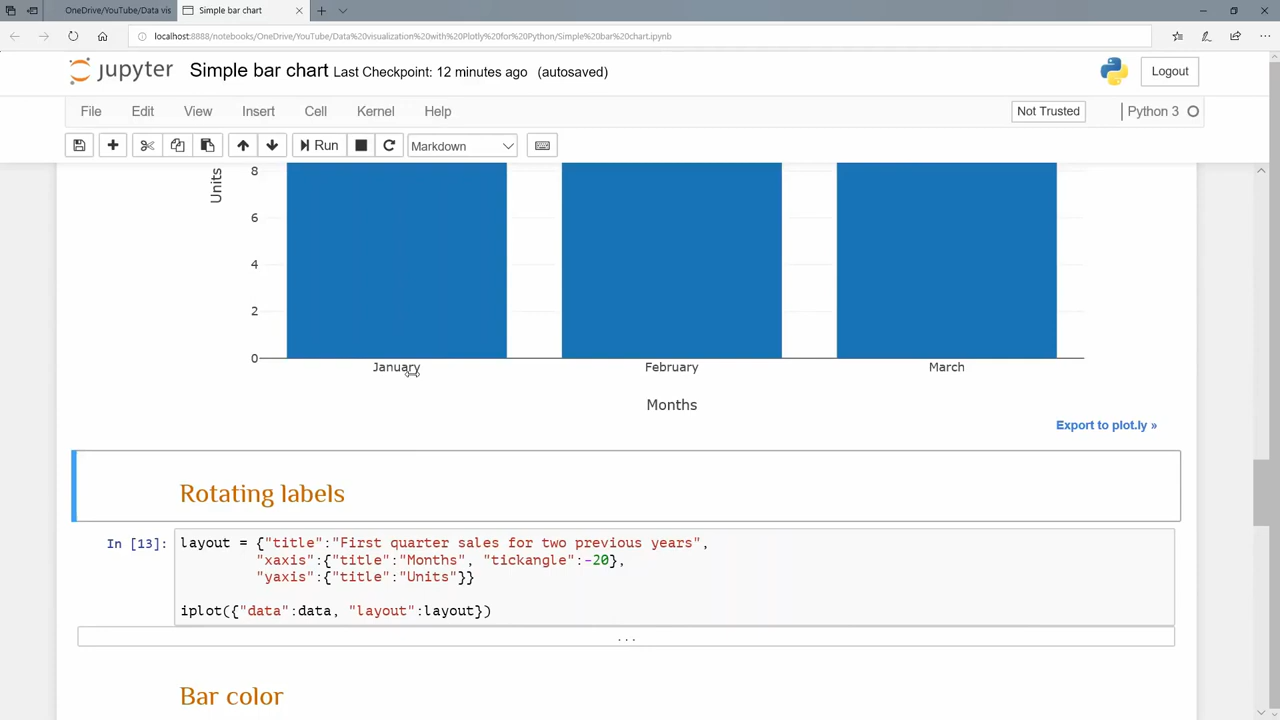 OneDrive/YouTube/Data vis
Simple bar chart
localhost:8888/notebooks/OneDrive/YouTube/Data%20visualization%20with%20Plotly%20for%20Python/Simple%20bar%20chart.ipynb
jupyter Simple bar chart Last Checkpoint: 12 minutes ago (autosaved)
Logout
File Edit View Insert Cell Kernel Help
Not Trusted
Python 3
Run
Markdown
Units
8
6
4
2
0
January February March
Months
Export to plot.ly »
Rotating labels
In [13]: layout = {"title":"First quarter sales for two previous years",
"xaxis":{"title":"Months", "tickangle":-20},
"yaxis":{"title":"Units"}}
iplot({"data":data, "layout":layout})
...
Bar color